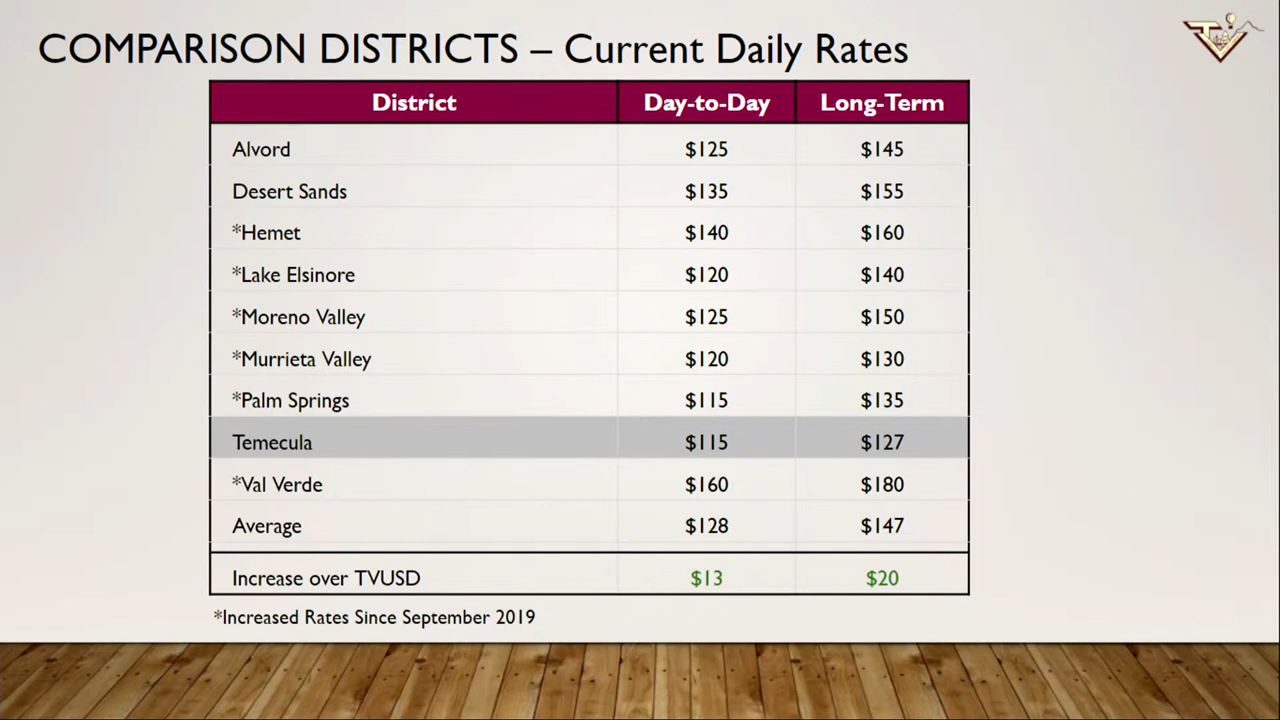 COMPARISON DISTRICTS – Current Daily Rates
District Day-to-Day Long-Term
Alvord $125 $145
Desert Sands $135 $155
*Hemet $140 $160
*Lake Elsinore $120 $140
*Moreno Valley $125 $150
*Murrieta Valley $120 $130
*Palm Springs $115 $135
Temecula $115 $127
*Val Verde $160 $180
Average $128 $147
Increase over TVUSD $13 $20
*Increased Rates Since September 2019